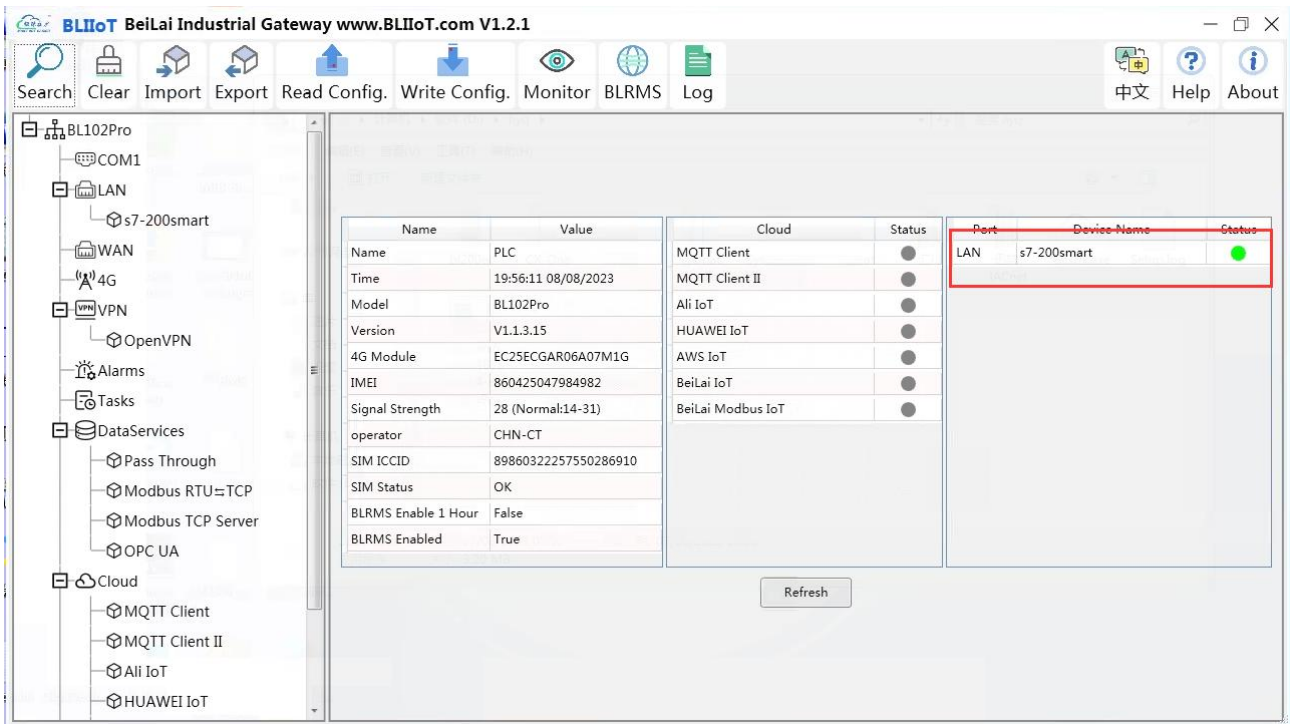 BLIIoT BeiLai Industrial Gateway www.BLIIoT.com V1.2.1
Search Clear Import Export Read Config. Write Config. Monitor BLRMS Log 中文 Help About
BL102Pro
COM1
LAN
s7-200smart
WAN
4G
VPN VPN
OpenVPN
Alarms
Tasks
DataServices
Pass Through
Modbus RTU⇆TCP
Modbus TCP Server
OPC UA
Cloud
MQTT Client
MQTT Client II
Ali IoT
HUAWEI IoT
Name Value
Name PLC
Time 19:56:11 08/08/2023
Model BL102Pro
Version V1.1.3.15
4G Module EC25ECGAR06A07M1G
IMEI 860425047984982
Signal Strength 28 (Normal:14-31)
operator CHN-CT
SIM ICCID 89860322257550286910
SIM Status OK
BLRMS Enable 1 Hour False
BLRMS Enabled True
Cloud Status
MQTT Client
MQTT Client II
Ali IoT
HUAWEI IoT
AWS IoT
BeiLai IoT
BeiLai Modbus IoT
Port Device Name Status
LAN s7-200smart
Refresh